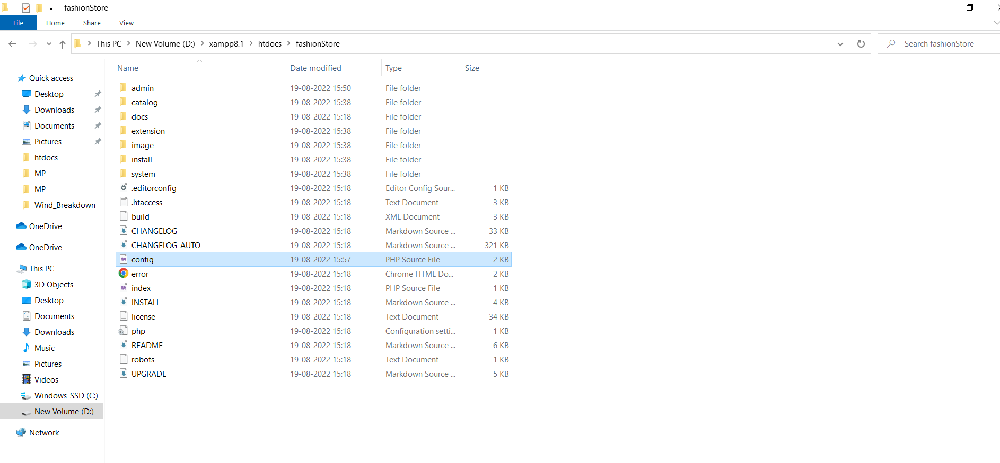 fashionStore
File Home Share View
This PC New Volume (D:) xampp8.1 htdocs fashionStore Search fashionStore
Quick access
Desktop
Downloads
Documents
Pictures
htdocs
MP
MP
Wind_Breakdown
OneDrive
OneDrive
This PC
3D Objects
Desktop
Documents
Downloads
Music
Pictures
Videos
Windows-SSD (C:)
New Volume (D:)
Network
Name Date modified Type Size
admin 19-08-2022 15:50 File folder
catalog 19-08-2022 15:38 File folder
docs 19-08-2022 15:18 File folder
extension 19-08-2022 15:38 File folder
image 19-08-2022 15:38 File folder
install 19-08-2022 15:38 File folder
system 19-08-2022 15:38 File folder
.editorconfig 19-08-2022 15:18 Editor Config Sour... 1 KB
.htaccess 19-08-2022 15:18 Text Document 3 KB
build 19-08-2022 15:18 XML Document 3 KB
CHANGELOG 19-08-2022 15:18 Markdown Source ... 33 KB
CHANGELOG_AUTO 19-08-2022 15:18 Markdown Source ... 321 KB
config 19-08-2022 15:57 PHP Source File 2 KB
error 19-08-2022 15:18 Chrome HTML Do... 2 KB
index 19-08-2022 15:18 PHP Source File 1 KB
INSTALL 19-08-2022 15:18 Markdown Source ... 4 KB
license 19-08-2022 15:18 Text Document 34 KB
php 19-08-2022 15:18 Configuration setti... 1 KB
README 19-08-2022 15:18 Markdown Source ... 6 KB
robots 19-08-2022 15:18 Text Document 1 KB
UPGRADE 19-08-2022 15:18 Markdown Source ... 5 KB